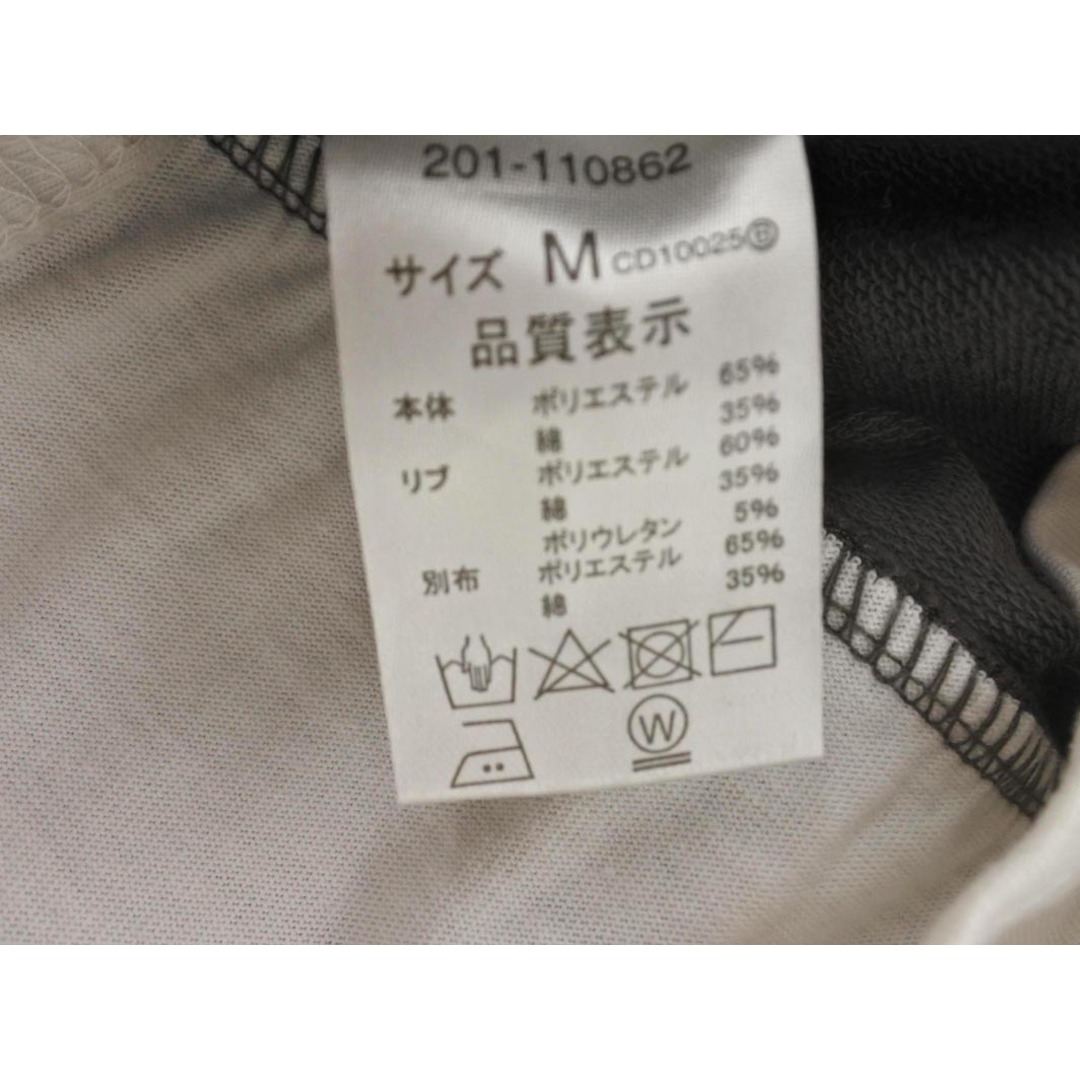 201-110862
サイズ M CD10025Ⓑ
品質表示
本体 ポリエステル 65%
綿 35%
リブ ポリエステル 60%
綿 35%
ポリウレタン 5%
別布 ポリエステル 65%
綿 35%
W